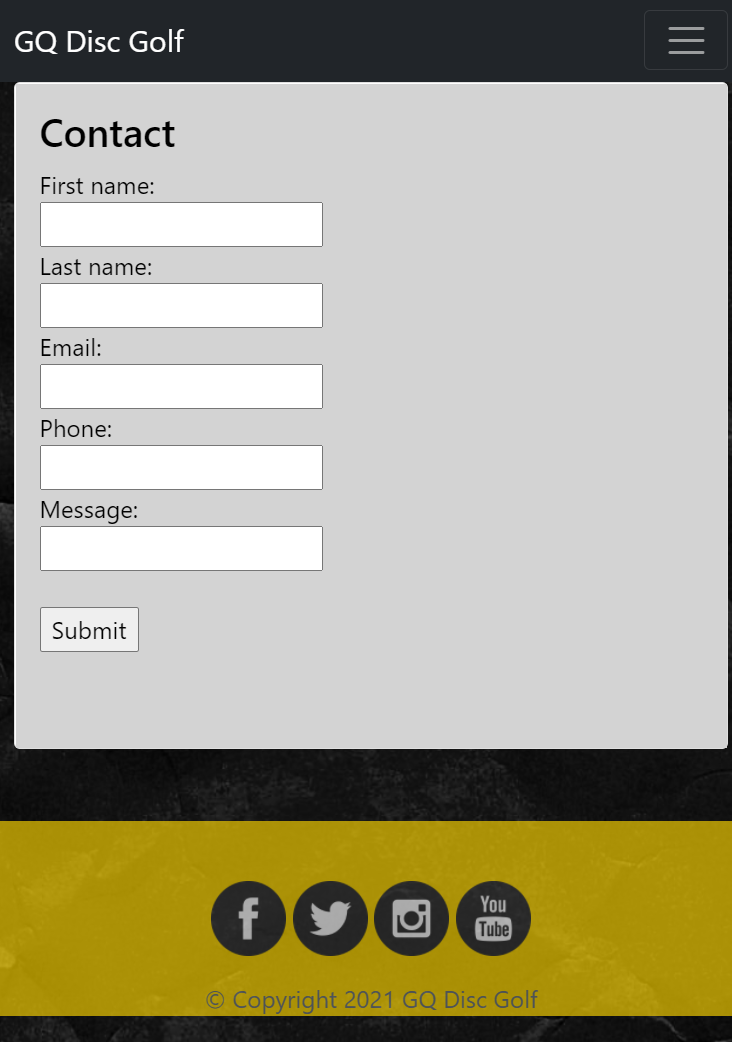 GQ Disc Golf
Contact
First name:
Last name:
Email:
Phone:
Message:
Submit
You
Tube
© Copyright 2021 GQ Disc Golf